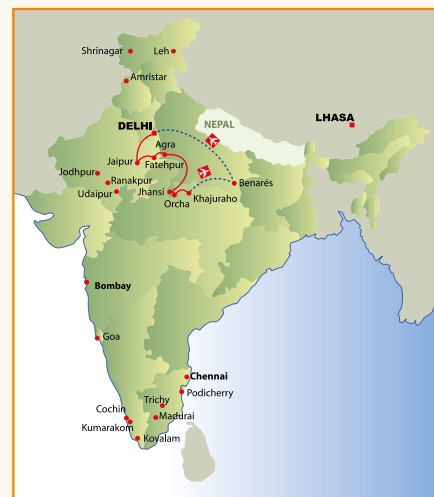 Shrinagar
Leh
Amristar
DELHI
NEPAL
LHASA
Agra
Jaipur
Fatehpur
Jodhpur
Ranakpur
Udaipur
Jhansi
Orcha
Khajuraho
Benarés
Bombay
Goa
Chennai
Podicherry
Trichy
Cochin
Madurai
Kumarakom
Kovalam